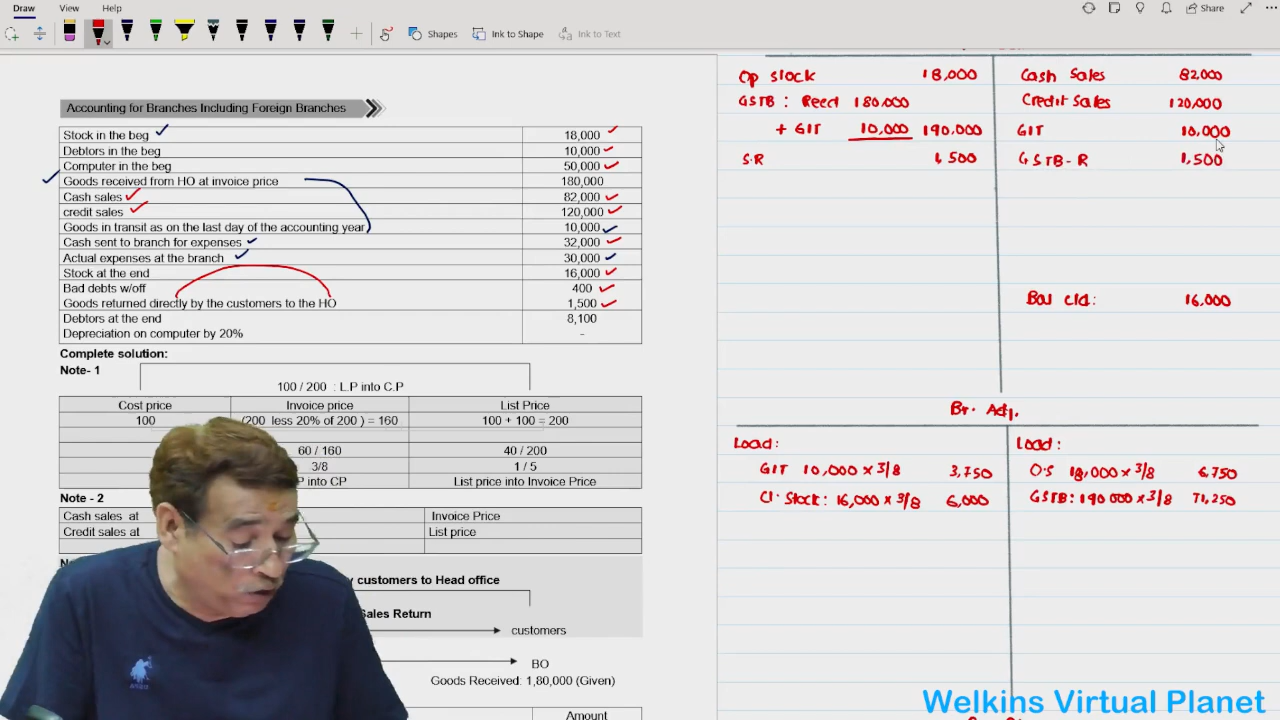 Draw View Help
Share
Shapes Ink to Shape Ink to Text
Accounting for Branches Including Foreign Branches
Stock in the beg 18,000
Debtors in the beg 10,000
Computer in the beg 50,000
Goods received from HO at invoice price 180,000
Cash sales 82,000
credit sales 120,000
Goods in transit as on the last day of the accounting year 10,000
Cash sent to branch for expenses 32,000
Actual expenses at the branch 30,000
Stock at the end 16,000
Bad debts w/off 400
Goods returned directly by the customers to the HO 1,500
Debtors at the end 8,100
Depreciation on computer by 20% -
Complete solution:
Note- 1
100 / 200 : L.P into C.P
Cost price Invoice price List Price
100 (200 less 20% of 200 ) = 160 100 + 100 = 200
60 / 160 40 / 200
3/8 1 / 5
into CP List price into Invoice Price
Note - 2
Cash sales at Invoice Price
Credit sales at List price
customers to Head office
Sales Return
customers
BO
Goods Received: 1,80,000 (Given)
Amount
Op stock 18,000 Cash Sales 82,000
GSTB : Recd 180,000 Credit Sales 120,000
+ GIT 10,000 190,000 GIT 10,000
S.R 1,500 GSTB-R 1,500
Bal c/d: 16,000
Br. Adj.
Load: Load:
GIT 10,000 x 3/8 3,750 O.S 18,000 x 3/8 6,750
Cl. Stock: 16,000 x 3/8 6,000 GSTB: 190 000 x 3/8 71,250
Welkins Virtual Planet